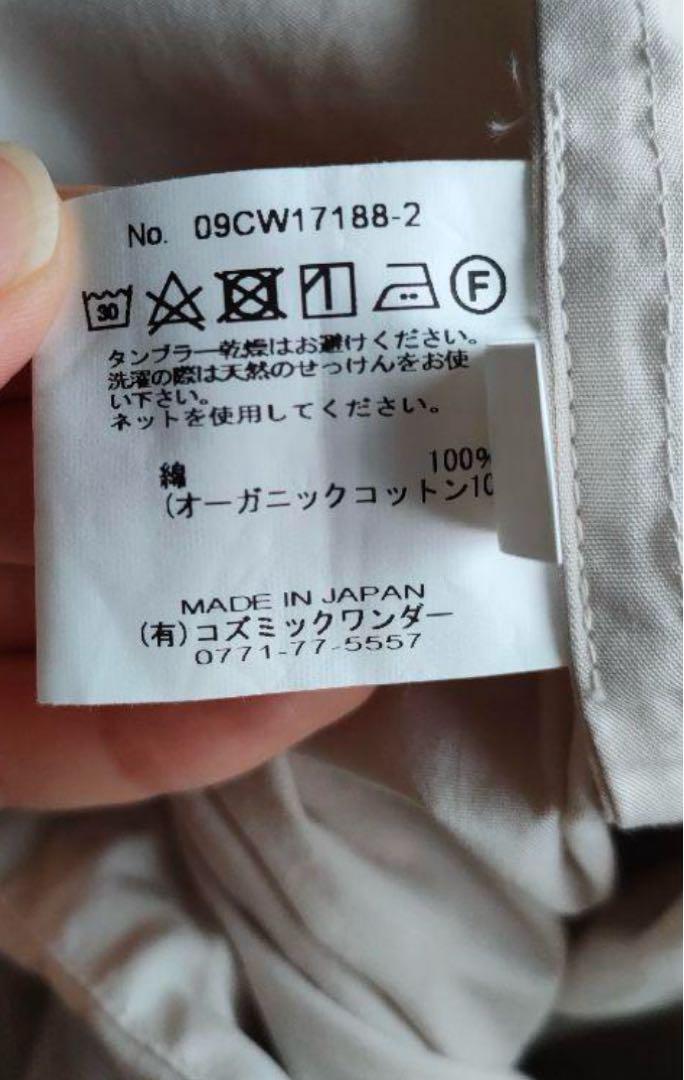 No. 09CW17188-2
30
F
タンブラー乾燥はお避けください。
洗濯の際は天然のせっけんをお使
い下さい。
ネットを使用してください。
綿 100%
(オーガニックコットン10
MADE IN JAPAN
(有)コズミックワンダー
0771-77-5557